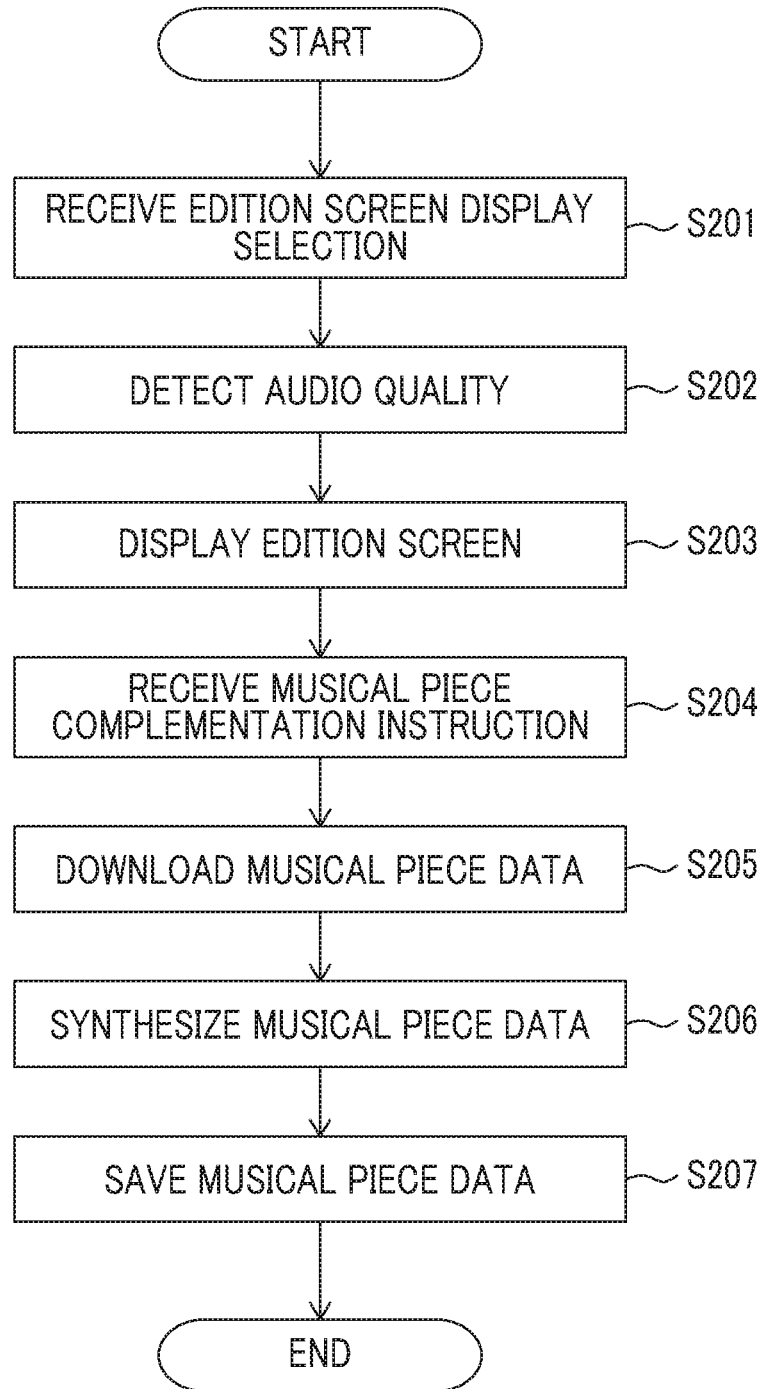 START
RECEIVE EDITION SCREEN DISPLAY
SELECTION
S201
DETECT AUDIO QUALITY
S202
DISPLAY EDITION SCREEN
S203
RECEIVE MUSICAL PIECE
COMPLEMENTATION INSTRUCTION
S204
DOWNLOAD MUSICAL PIECE DATA
S205
SYNTHESIZE MUSICAL PIECE DATA
S206
SAVE MUSICAL PIECE DATA
S207
END